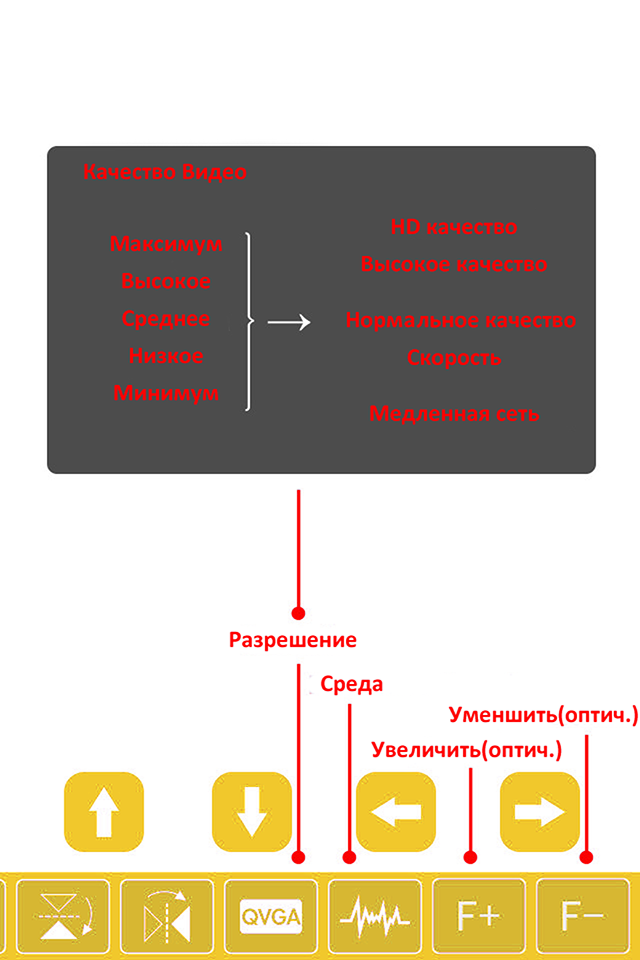 Качество Видео
Максимум
Высокое
Среднее
Низкое
Минимум
HD качество
Высокое качество
Нормальное качество
Скорость
Медленная сеть
Разрешение
Среда
Уменшить(оптич.)
Увеличить(оптич.)
QVGA
F+
F−